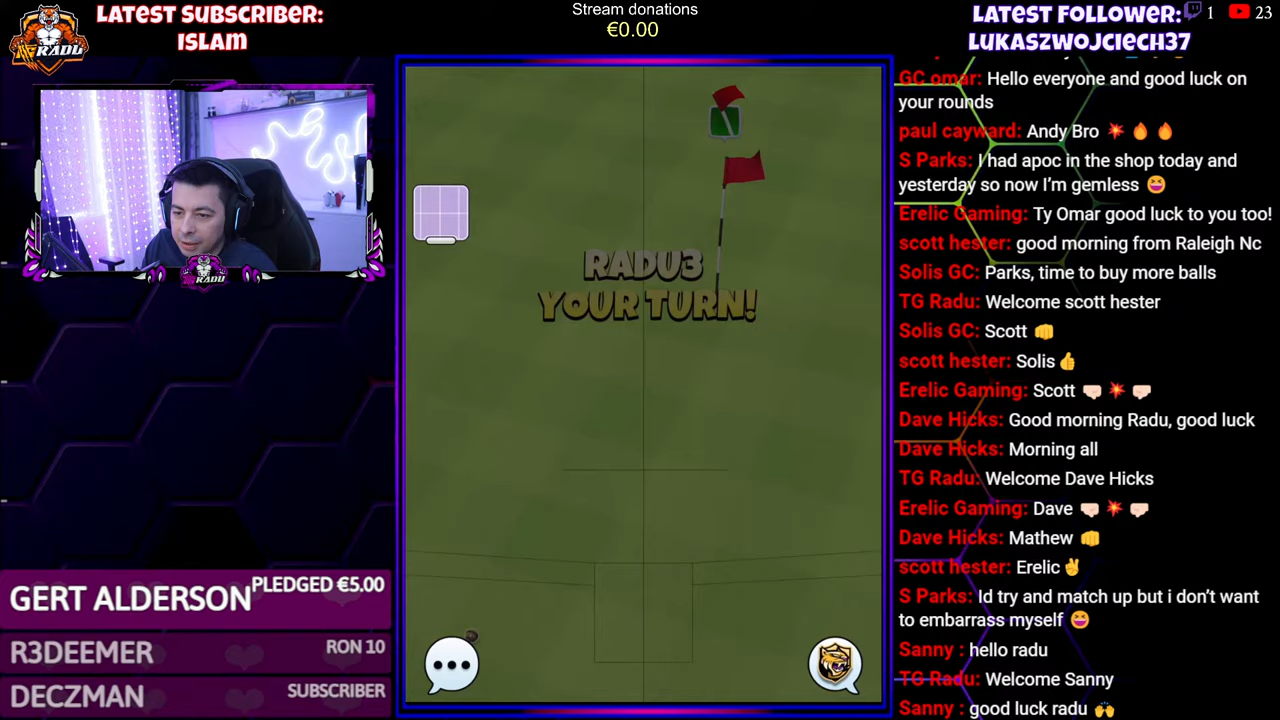 RADU
LATEST SUBSCRIBER:
ISLAM
Stream donations
€0.00
LATEST FOLLOWER:
LUKASZWOJCIECH37
1
23
RADU
RADU3
YOUR TURN!
GERT ALDERSON
PLEDGED €5.00
R3DEEMER
RON 10
DECZMAN
SUBSCRIBER
GC omar: Hello everyone and good luck on
your rounds
paul cayward: Andy Bro 💥 🔥 🔥
S Parks: I had apoc in the shop today and
yesterday so now I'm gemless 😆
Erelic Gaming: Ty Omar good luck to you too!
scott hester: good morning from Raleigh Nc
Solis GC: Parks, time to buy more balls
TG Radu: Welcome scott hester
Solis GC: Scott 👊
scott hester: Solis👍
Erelic Gaming: Scott 🤜🏻 💥 🤛🏻
Dave Hicks: Good morning Radu, good luck
Dave Hicks: Morning all
TG Radu: Welcome Dave Hicks
Erelic Gaming: Dave 🤜🏻 💥 🤛🏻
Dave Hicks: Mathew 👊
scott hester: Erelic✌️
S Parks: Id try and match up but i don't want
to embarrass myself 😆
Sanny : hello radu
TG Radu: Welcome Sanny
Sanny : good luck radu 🙌